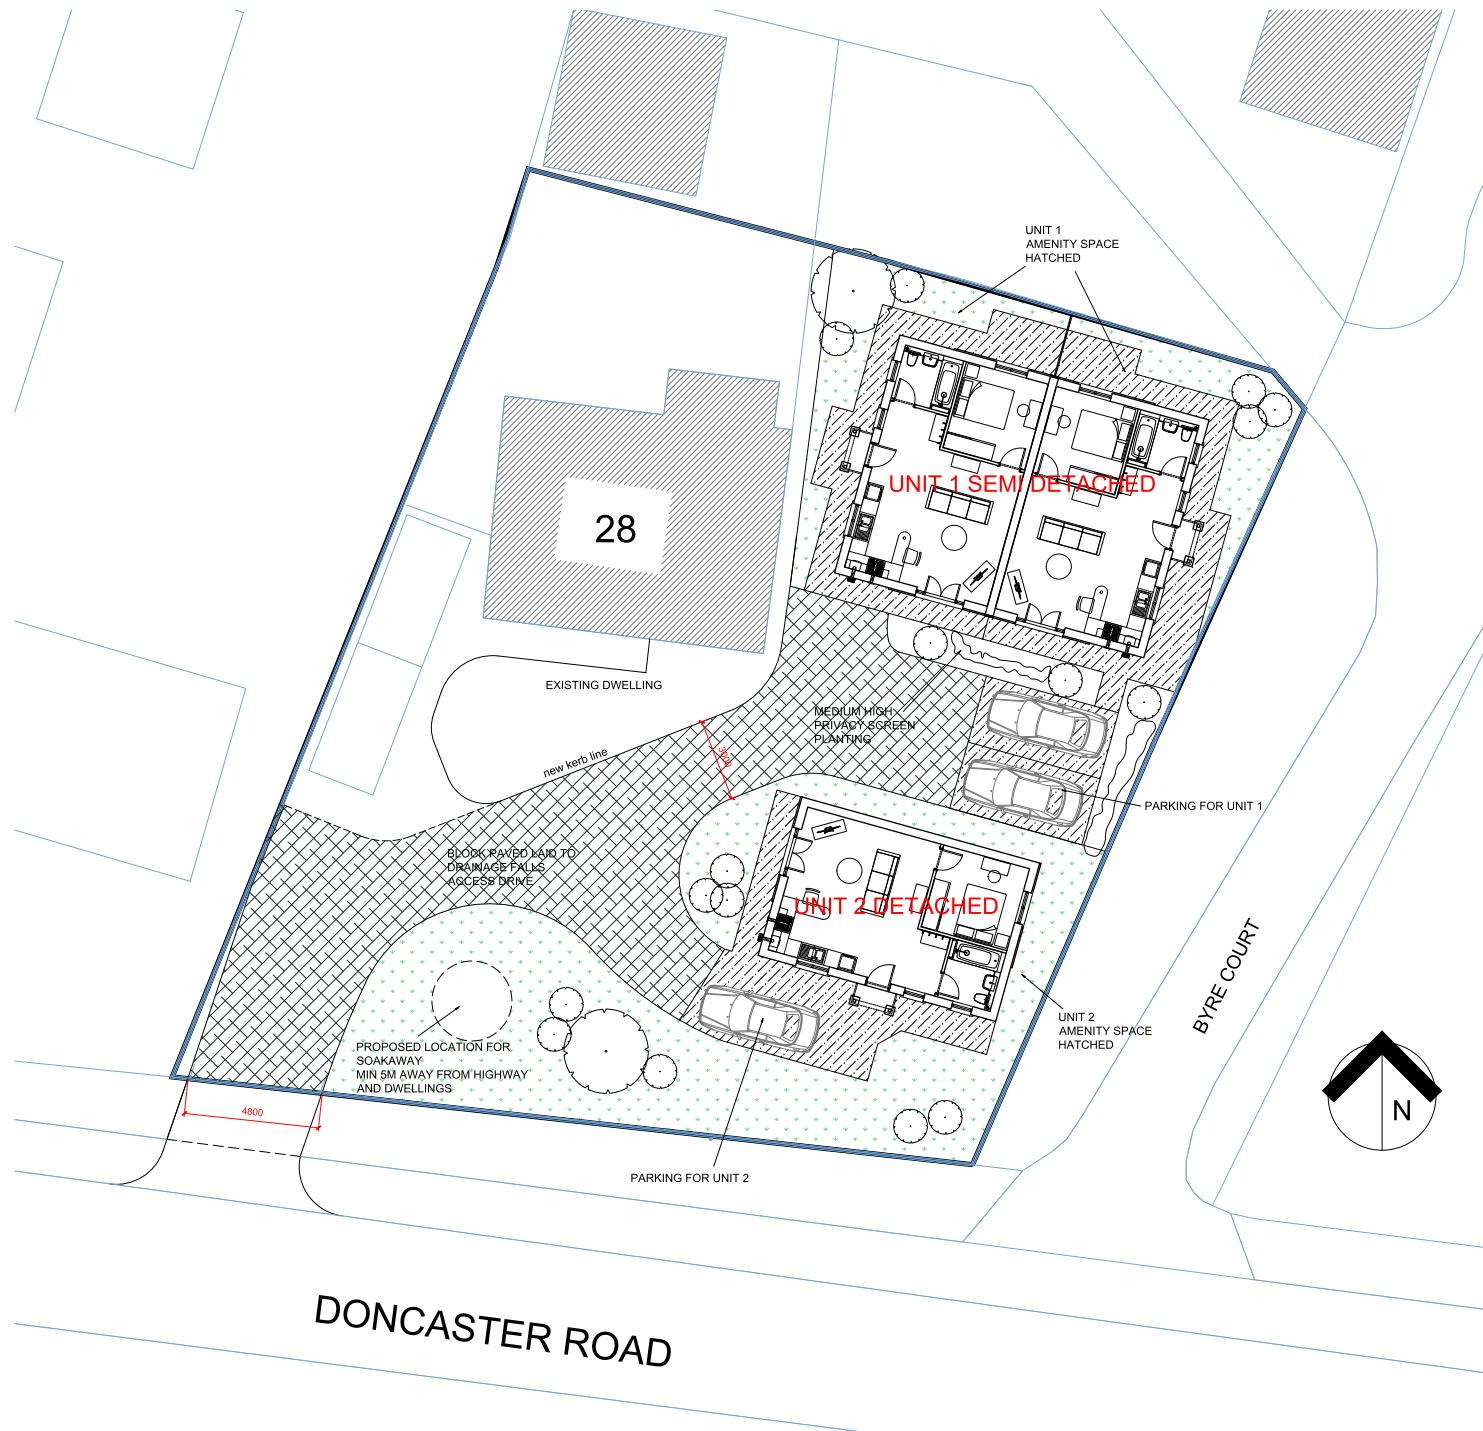 UNIT 1
AMENITY SPACE
HATCHED
UNIT 1 SEMI DETACHED
28
EXISTING DWELLING
MEDIUM HIGH
PRIVACY SCREEN
PLANTING
new kerb line
3700
PARKING FOR UNIT 1
BLOCK PAVED LAID TO
DRAINAGE FALLS
ACCESS DRIVE
UNIT 2 DETACHED
UNIT 2
AMENITY SPACE
HATCHED
BYRE COURT
PROPOSED LOCATION FOR
SOAKAWAY
MIN 5M AWAY FROM HIGHWAY
AND DWELLINGS
4800
N
PARKING FOR UNIT 2
DONCASTER ROAD